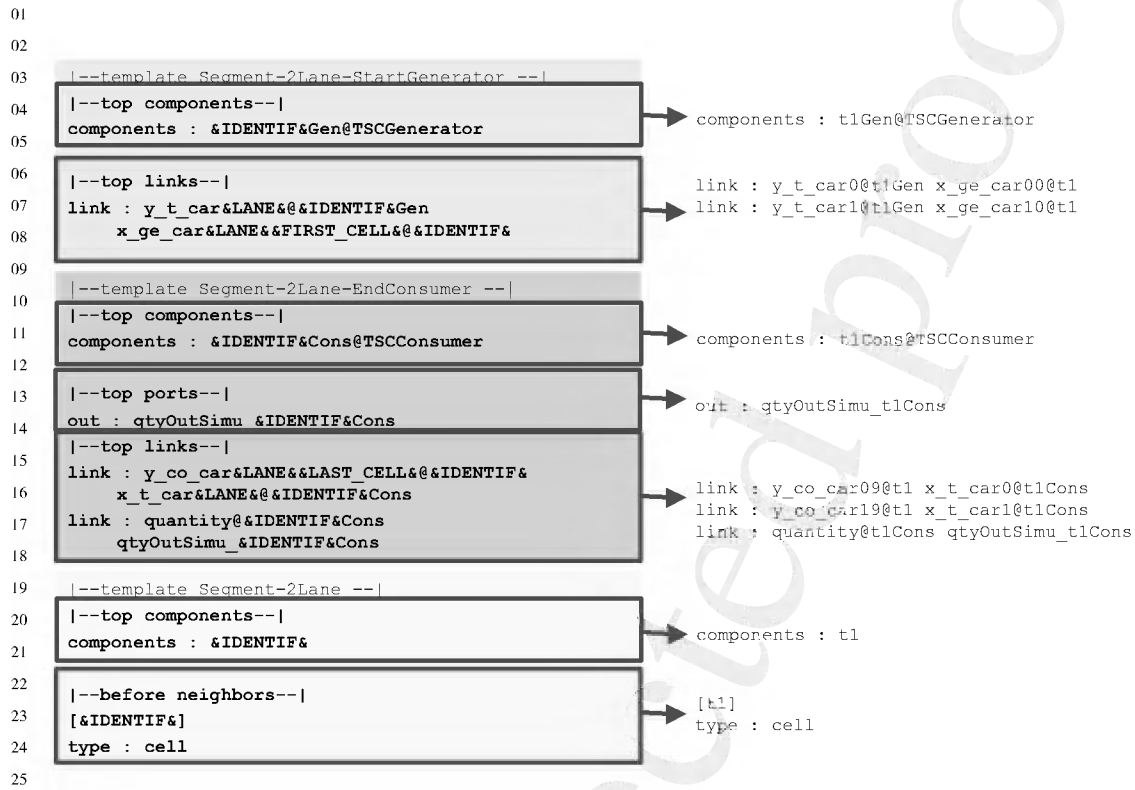 01
02
03 |--template Segment-2Lane-StartGenerator --|
04 |--top components--|
components : &IDENTIF&Gen@TSCGenerator components : t1Gen@TSCGenerator
05
06 |--top links--| link : y_t_car0@t1Gen x_ge_car00@t1
07 link : y_t_car&LANE&@&IDENTIF&Gen link : y_t_car1@t1Gen x_ge_car10@t1
08 x_ge_car&LANE&&FIRST_CELL&@&IDENTIF&
09
|--template Segment-2Lane-EndConsumer --|
10
|--top components--|
11 components : &IDENTIF&Cons@TSCConsumer components : t1Cons@TSCConsumer
12
13 |--top ports--| out : qtyOutSimu_t1Cons
out : qtyOutSimu_&IDENTIF&Cons
14
|--top links--|
15 link : y_co_car&LANE&&LAST_CELL&@&IDENTIF&
16 x_t_car&LANE&@&IDENTIF&Cons link : y_co_car09@t1 x_t_car0@t1Cons
17 link : quantity@&IDENTIF&Cons link : y_co_car19@t1 x_t_car1@t1Cons
qtyOutSimu_&IDENTIF&Cons link : quantity@t1Cons qtyOutSimu_t1Cons
18
19 |--template Segment-2Lane --|
20 |--top components--|
components : &IDENTIF& components : t1
21
22
|--before neighbors--| [t1]
23 [&IDENTIF&] type : cell
24 type : cell
25
cted proo